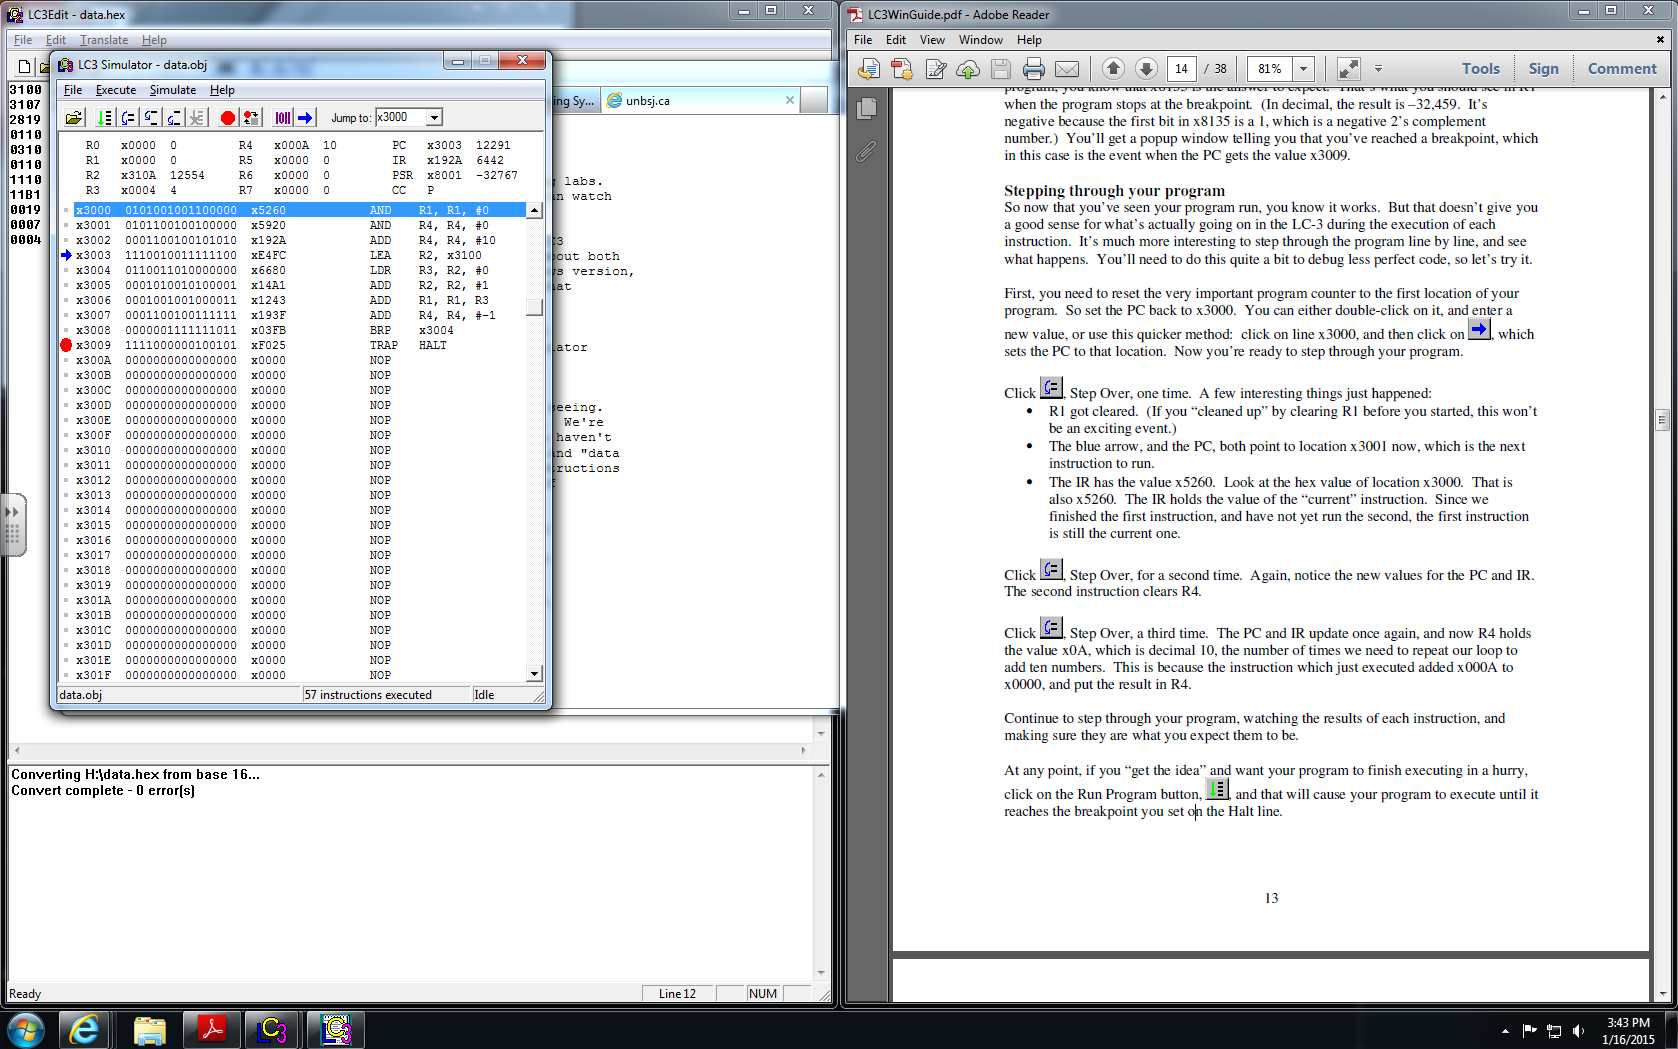 LC3Edit - data.hex
File Edit Translate Help
3100
3107
2819
0110
0310
0110
1110
11B1
0019
0007
0004
LC3 Simulator - data.obj
File Execute Simulate Help
Jump to: x3000
R0 x0000 0 R4 x000A 10 PC x3003 12291
R1 x0000 0 R5 x0000 0 IR x192A 6442
R2 x310A 12554 R6 x0000 0 PSR x8001 -32767
R3 x0004 4 R7 x0000 0 CC P
x3000 0101001001100000 x5260 AND R1, R1, #0
x3001 0101100100100000 x5920 AND R4, R4, #0
x3002 0001100100101010 x192A ADD R4, R4, #10
x3003 1110010011111100 xE4FC LEA R2, x3100
x3004 0110011010000000 x6680 LDR R3, R2, #0
x3005 0001010010100001 x14A1 ADD R2, R2, #1
x3006 0001001001000011 x1243 ADD R1, R1, R3
x3007 0001100100111111 x193F ADD R4, R4, #-1
x3008 0000001111111011 x03FB BRP x3004
x3009 1111000000100101 xF025 TRAP HALT
x300A 0000000000000000 x0000 NOP
x300B 0000000000000000 x0000 NOP
x300C 0000000000000000 x0000 NOP
x300D 0000000000000000 x0000 NOP
x300E 0000000000000000 x0000 NOP
x300F 0000000000000000 x0000 NOP
x3010 0000000000000000 x0000 NOP
x3011 0000000000000000 x0000 NOP
x3012 0000000000000000 x0000 NOP
x3013 0000000000000000 x0000 NOP
x3014 0000000000000000 x0000 NOP
x3015 0000000000000000 x0000 NOP
x3016 0000000000000000 x0000 NOP
x3017 0000000000000000 x0000 NOP
x3018 0000000000000000 x0000 NOP
x3019 0000000000000000 x0000 NOP
x301A 0000000000000000 x0000 NOP
x301B 0000000000000000 x0000 NOP
x301C 0000000000000000 x0000 NOP
x301D 0000000000000000 x0000 NOP
x301E 0000000000000000 x0000 NOP
x301F 0000000000000000 x0000 NOP
data.obj 57 instructions executed Idle
ing Sy... unbsj.ca
labs.
watch
out both
s version,
lator
seeing.
We're
haven't
nd "data
ructions
Converting H:\data.hex from base 16...
Convert complete - 0 error(s)
Ready Line 12 NUM
LC3WinGuide.pdf - Adobe Reader
File Edit View Window Help
14 / 38 81% Tools Sign Comment
when the program stops at the breakpoint. (In decimal, the result is –32,459. It’s
negative because the first bit in x8135 is a 1, which is a negative 2’s complement
number.) You’ll get a popup window telling you that you’ve reached a breakpoint, which
in this case is the event when the PC gets the value x3009.
Stepping through your program
So now that you’ve seen your program run, you know it works. But that doesn’t give you
a good sense for what’s actually going on in the LC-3 during the execution of each
instruction. It’s much more interesting to step through the program line by line, and see
what happens. You’ll need to do this quite a bit to debug less perfect code, so let’s try it.
First, you need to reset the very important program counter to the first location of your
program. So set the PC back to x3000. You can either double-click on it, and enter a
new value, or use this quicker method: click on line x3000, and then click on , which
sets the PC to that location. Now you’re ready to step through your program.
Click , Step Over, one time. A few interesting things just happened:
• R1 got cleared. (If you “cleaned up” by clearing R1 before you started, this won’t
be an exciting event.)
• The blue arrow, and the PC, both point to location x3001 now, which is the next
instruction to run.
• The IR has the value x5260. Look at the hex value of location x3000. That is
also x5260. The IR holds the value of the “current” instruction. Since we
finished the first instruction, and have not yet run the second, the first instruction
is still the current one.
Click , Step Over, for a second time. Again, notice the new values for the PC and IR.
The second instruction clears R4.
Click , Step Over, a third time. The PC and IR update once again, and now R4 holds
the value x0A, which is decimal 10, the number of times we need to repeat our loop to
add ten numbers. This is because the instruction which just executed added x000A to
x0000, and put the result in R4.
Continue to step through your program, watching the results of each instruction, and
making sure they are what you expect them to be.
At any point, if you “get the idea” and want your program to finish executing in a hurry,
click on the Run Program button, , and that will cause your program to execute until it
reaches the breakpoint you set on the Halt line.
13
3:43 PM
1/16/2015